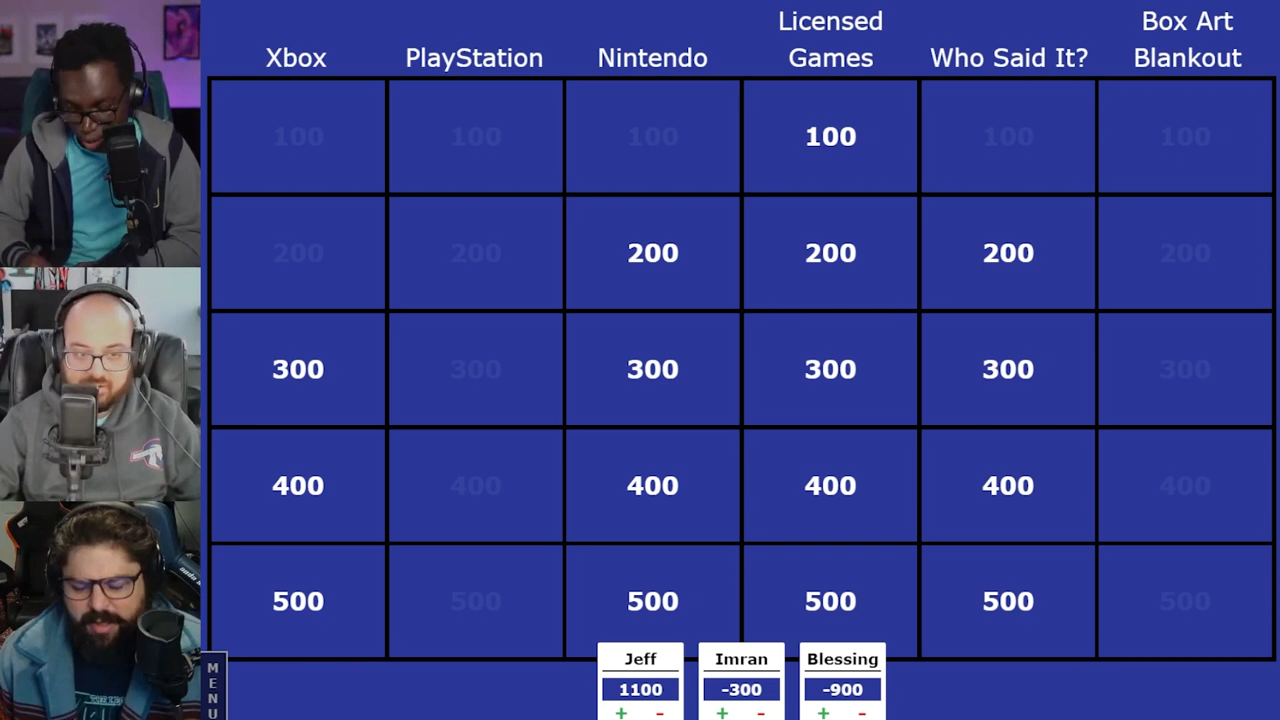 Xbox
PlayStation
Nintendo
Licensed
Games
Who Said It?
Box Art
Blankout
100 100 100 100 100 100
200 200 200 200 200 200
300 300 300 300 300 300
400 400 400 400 400 400
500 500 500 500 500 500
MENU
Jeff
1100
+ -
Imran
-300
+ -
Blessing
-900
+ -